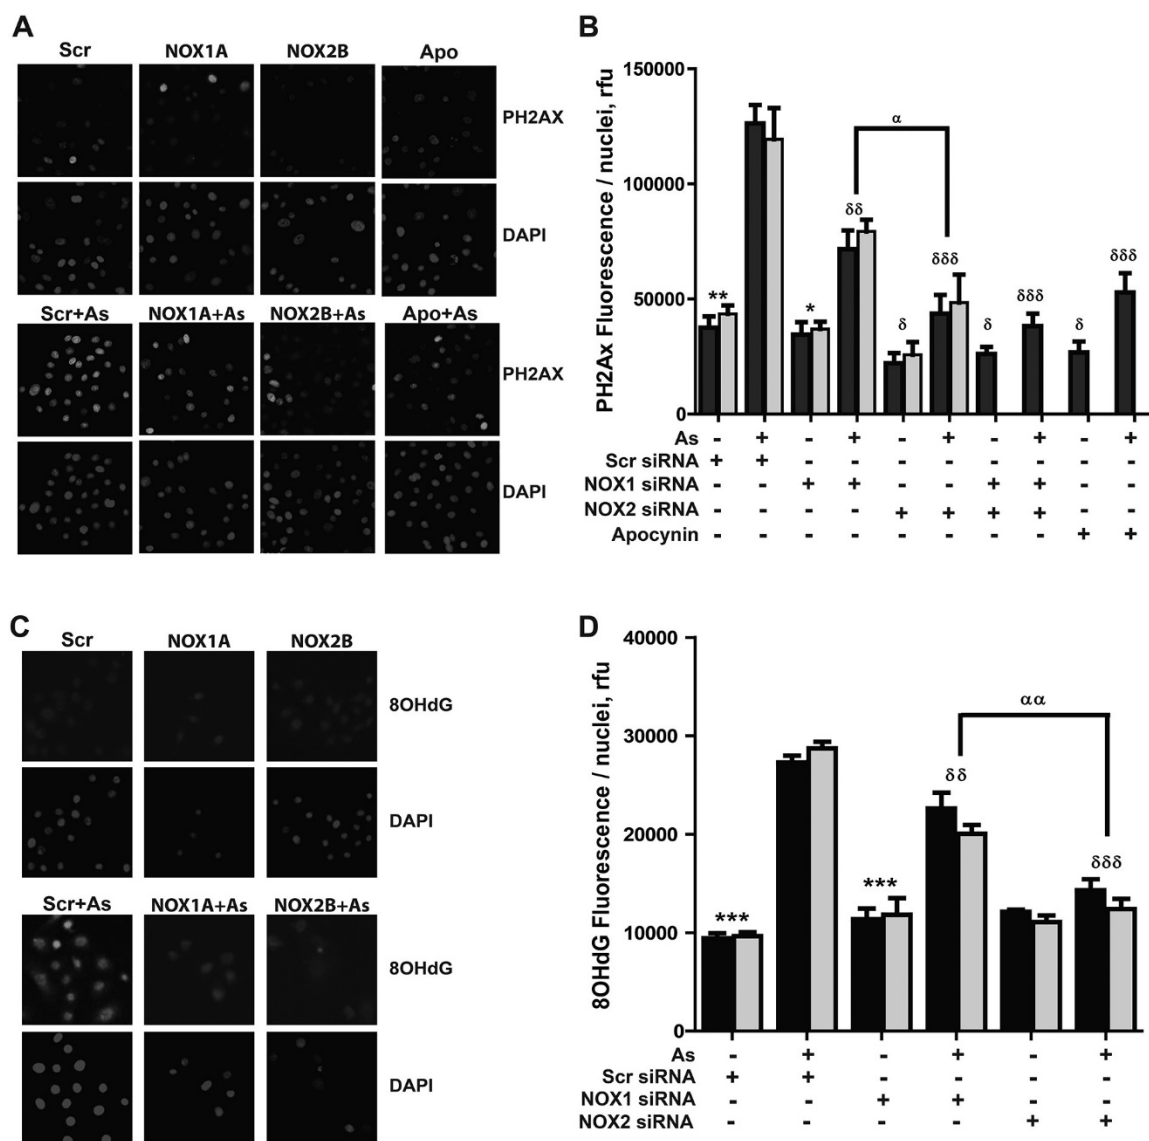 A
Scr NOX1A NOX2B Apo
PH2AX
DAPI
Scr+As NOX1A+As NOX2B+As Apo+As
PH2AX
DAPI
B
PH2Ax Fluorescence / nuclei, rfu
150000
100000
50000
0
α
** * δδ δ δδδ δ δδδ δ δδδ
As - + - + - + - + - +
Scr siRNA + + - - - - - - - -
NOX1 siRNA - - + + - - + + - -
NOX2 siRNA - - - - + + + + - -
Apocynin - - - - - - - - + +
C
Scr NOX1A NOX2B
8OHdG
DAPI
Scr+As NOX1A+As NOX2B+As
8OHdG
DAPI
D
8OHdG Fluorescence / nuclei, rfu
40000
30000
20000
10000
0
αα
*** *** δδ δδδ
As - + - + - +
Scr siRNA + + - - - -
NOX1 siRNA - - + + - -
NOX2 siRNA - - - - + +